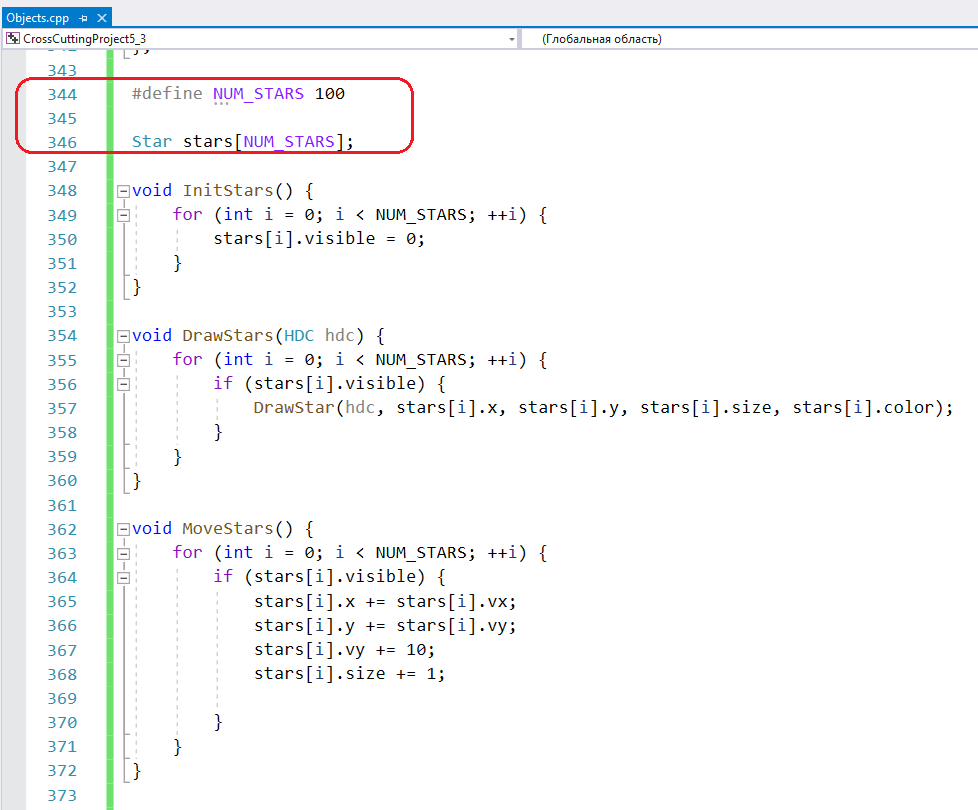 Objects.cpp
CrossCuttingProject5_3 (Глобальная область)
343
344 #define NUM_STARS 100
345
346 Star stars[NUM_STARS];
347
348 void InitStars() {
349 for (int i = 0; i < NUM_STARS; ++i) {
350 stars[i].visible = 0;
351 }
352 }
353
354 void DrawStars(HDC hdc) {
355 for (int i = 0; i < NUM_STARS; ++i) {
356 if (stars[i].visible) {
357 DrawStar(hdc, stars[i].x, stars[i].y, stars[i].size, stars[i].color);
358 }
359 }
360 }
361
362 void MoveStars() {
363 for (int i = 0; i < NUM_STARS; ++i) {
364 if (stars[i].visible) {
365 stars[i].x += stars[i].vx;
366 stars[i].y += stars[i].vy;
367 stars[i].vy += 10;
368 stars[i].size += 1;
369
370 }
371 }
372 }
373